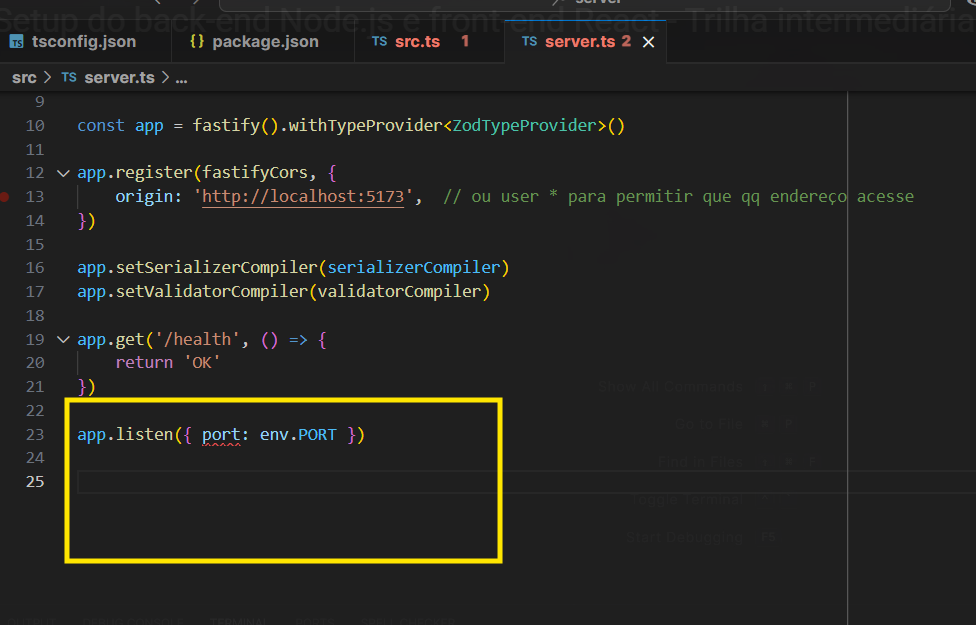 server
Setup do back-end Node.js e front-end React - Trilha intermediária
TS tsconfig.json {} package.json TS src.ts 1 TS server.ts 2 ×
src > TS server.ts > ...
9
10 const app = fastify().withTypeProvider<ZodTypeProvider>()
11
12 app.register(fastifyCors, {
13 origin: 'http://localhost:5173', // ou user * para permitir que qq endereço acesse
14 })
15
16 app.setSerializerCompiler(serializerCompiler)
17 app.setValidatorCompiler(validatorCompiler)
18
19 app.get('/health', () => {
20 return 'OK'
21 })
22
23 app.listen({ port: env.PORT })
24
25
Show All Commands
Go to File
Find in Files
Toggle Terminal
Start Debugging F5